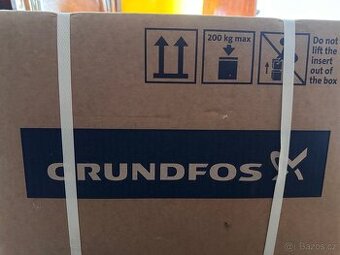 200 kg max
Do not
lift the
insert
out of
the box
GRUNDFOS
© Bazos.cz